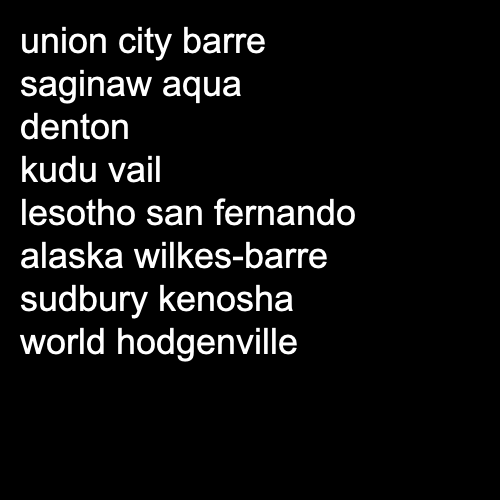 union city barre
saginaw aqua
denton
kudu vail
lesotho san fernando
alaska wilkes-barre
sudbury kenosha
world hodgenville